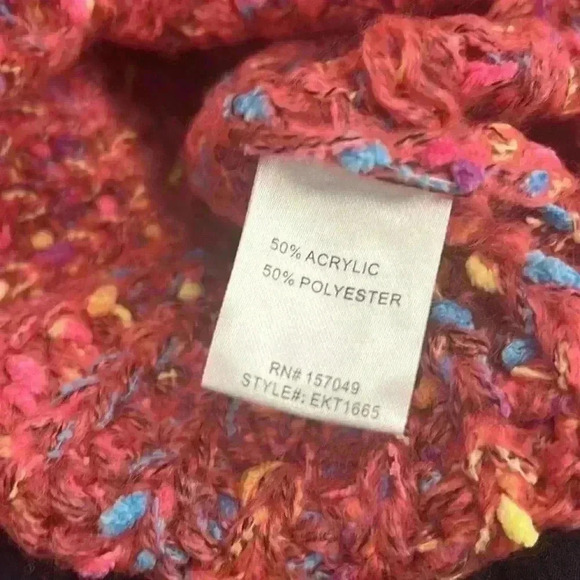 50% ACRYLIC
50% POLYESTER
RN# 157049
STYLE#: EKT1665